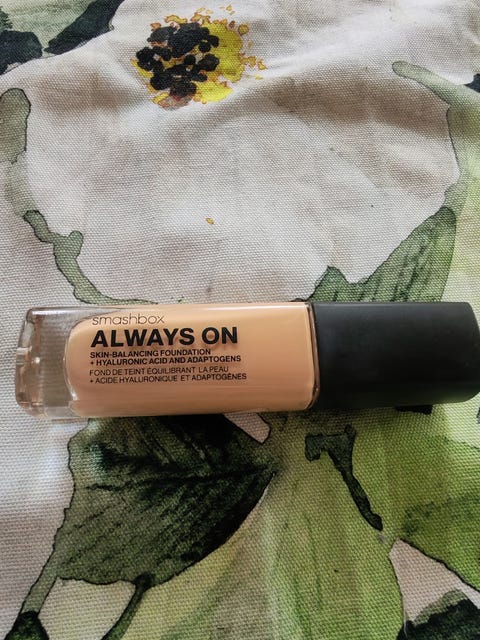 smashbox
ALWAYS ON
SKIN-BALANCING FOUNDATION
+ HYALURONIC ACID AND ADAPTOGENS
FOND DE TEINT ÉQUILIBRANT LA PEAU
+ ACIDE HYALURONIQUE ET ADAPTOGÈNES